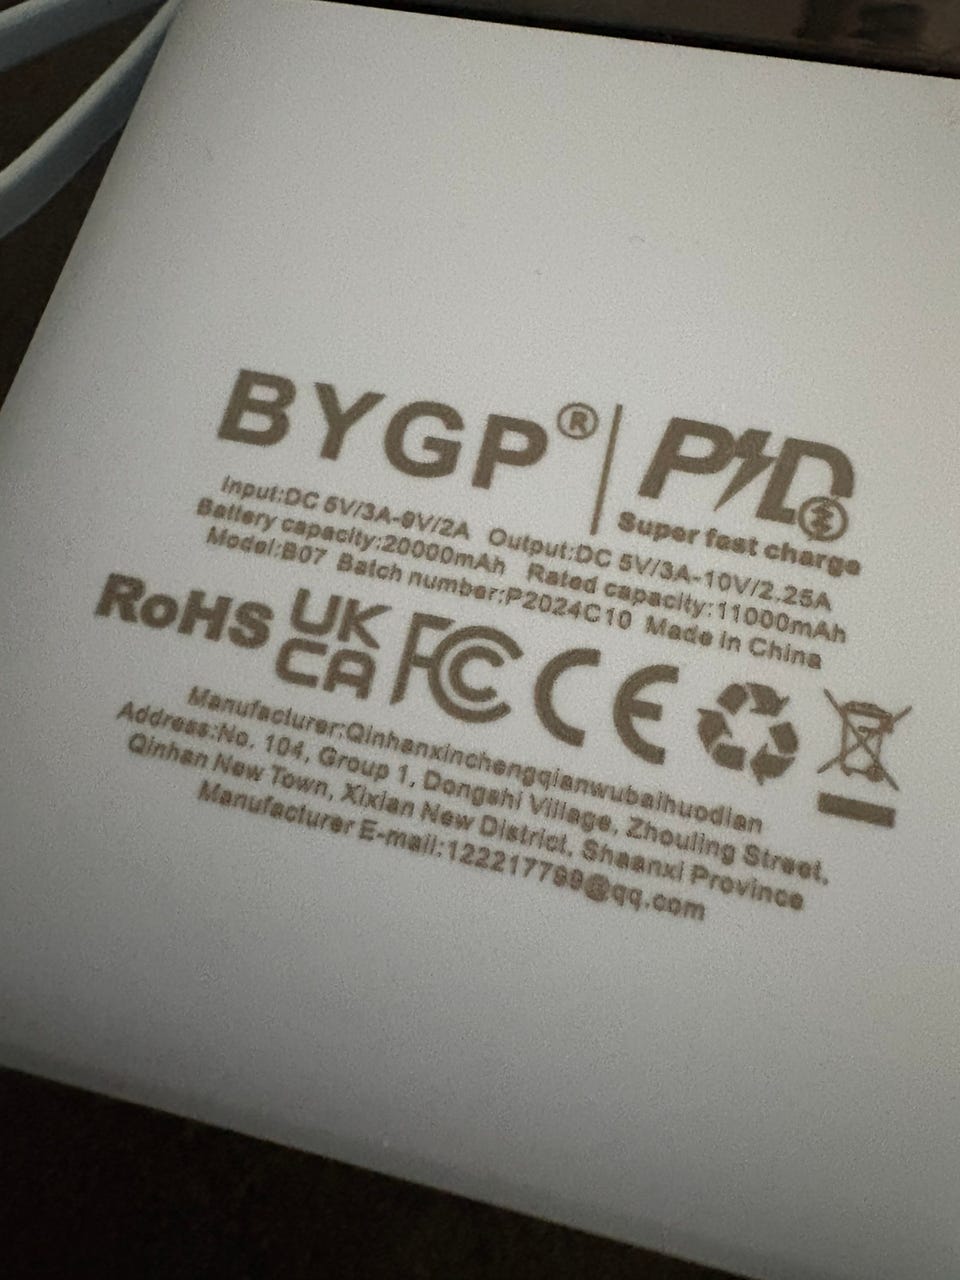 BYGP®
PD
Super fast charge
Input:DC 5V/3A-9V/2A Output:DC 5V/3A-10V/2.25A
Battery capacity:20000mAh Rated capacity:11000mAh
Model:B07 Batch number:P2024C10 Made in China
RoHS UK CA FC CE
Manufacturer:Qinhanxinchengqianwubaihuodian
Address:No. 104, Group 1, Dongshi Village, Zhouling Street,
Qinhan New Town, Xixian New District, Shaanxi Province
Manufacturer E-mail:122217799@qq.com